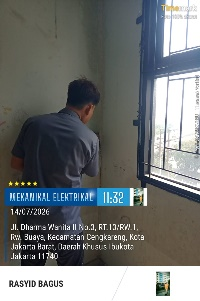 Timemark
MEKANIKAL ELEKTRIKAL 11:32
14/07/2026
Jl. Dharma Wanita II No.3, RT.13/RW.1,
Rw. Buaya, Kecamatan Cengkareng, Kota
Jakarta Barat, Daerah Khusus Ibukota
Jakarta 11740
RASYID BAGUS